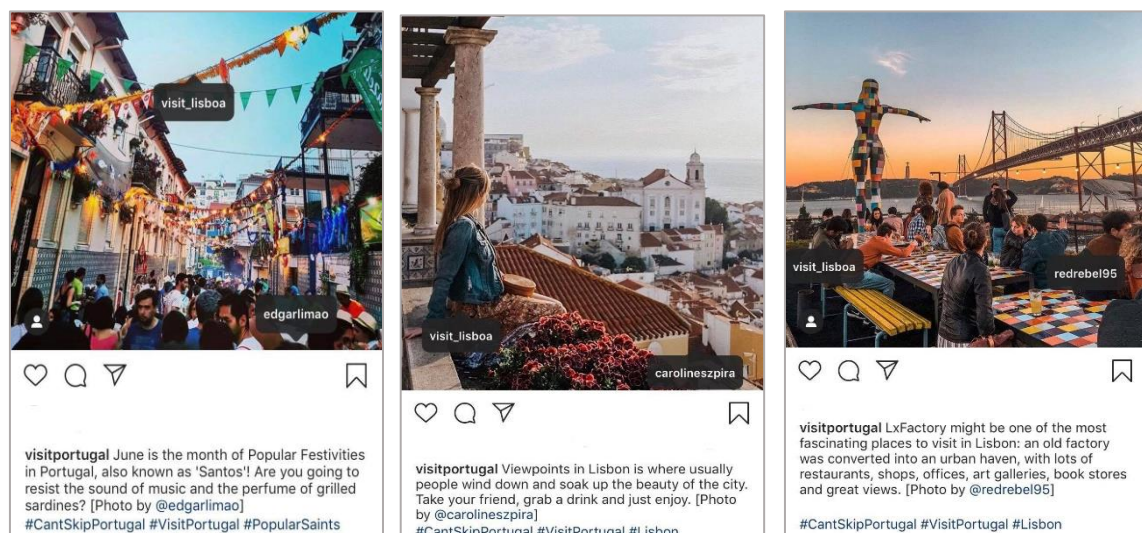 visit_lisboa
edgarlimao
visitportugal June is the month of Popular Festivities
in Portugal, also known as 'Santos'! Are you going to
resist the sound of music and the perfume of grilled
sardines? [Photo by @edgarlimao]
#CantSkipPortugal #VisitPortugal #PopularSaints
visit_lisboa
carolineszpira
visitportugal Viewpoints in Lisbon is where usually
people wind down and soak up the beauty of the city.
Take your friend, grab a drink and just enjoy. [Photo
by @carolineszpira]
#CantSkipPortugal #VisitPortugal #Lisbon
visit_lisboa
redrebel95
visitportugal LxFactory might be one of the most
fascinating places to visit in Lisbon: an old factory
was converted into an urban haven, with lots of
restaurants, shops, offices, art galleries, book stores
and great views. [Photo by @redrebel95]
#CantSkipPortugal #VisitPortugal #Lisbon